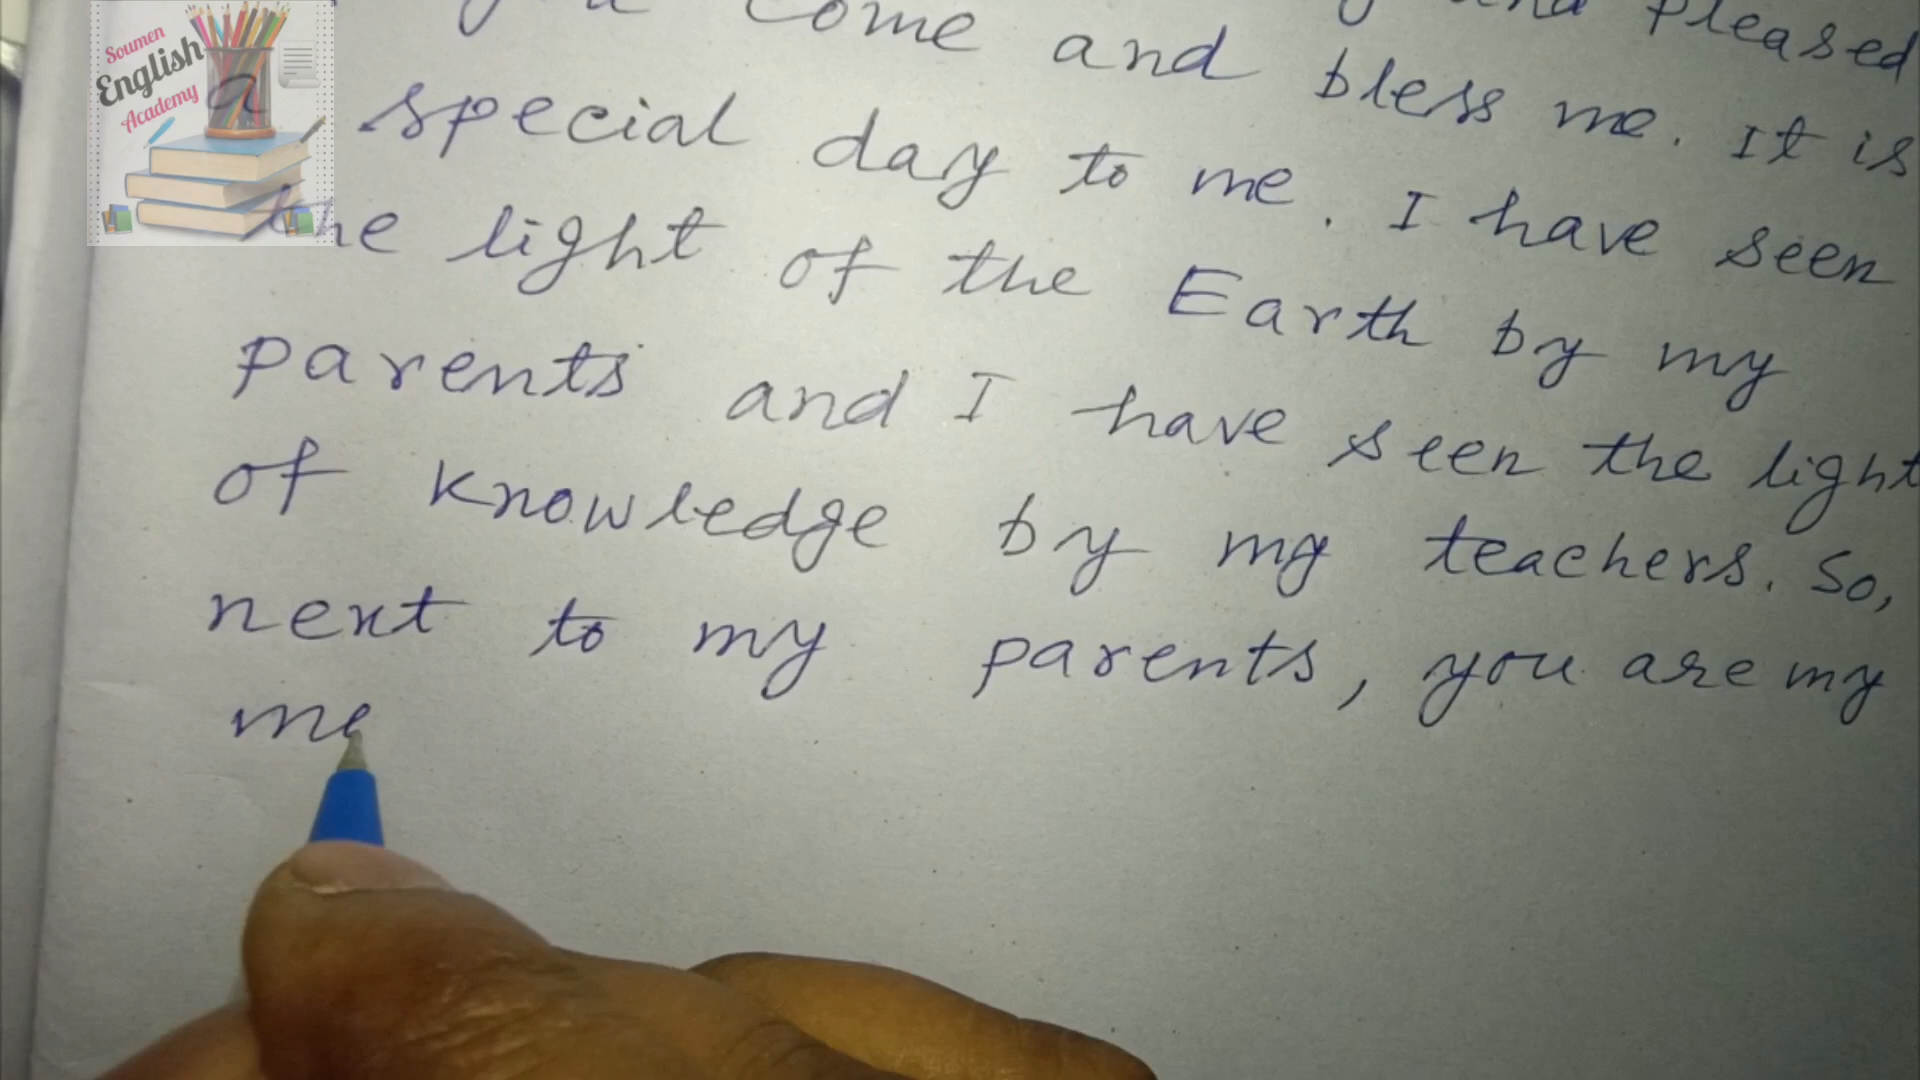 Soumen
English
Academy
come and pleased
and bless me. It is
a special day to me. I have seen
the light of the Earth by my
parents and I have seen the light
of knowledge by my teachers. So,
next to my parents, you are my
me